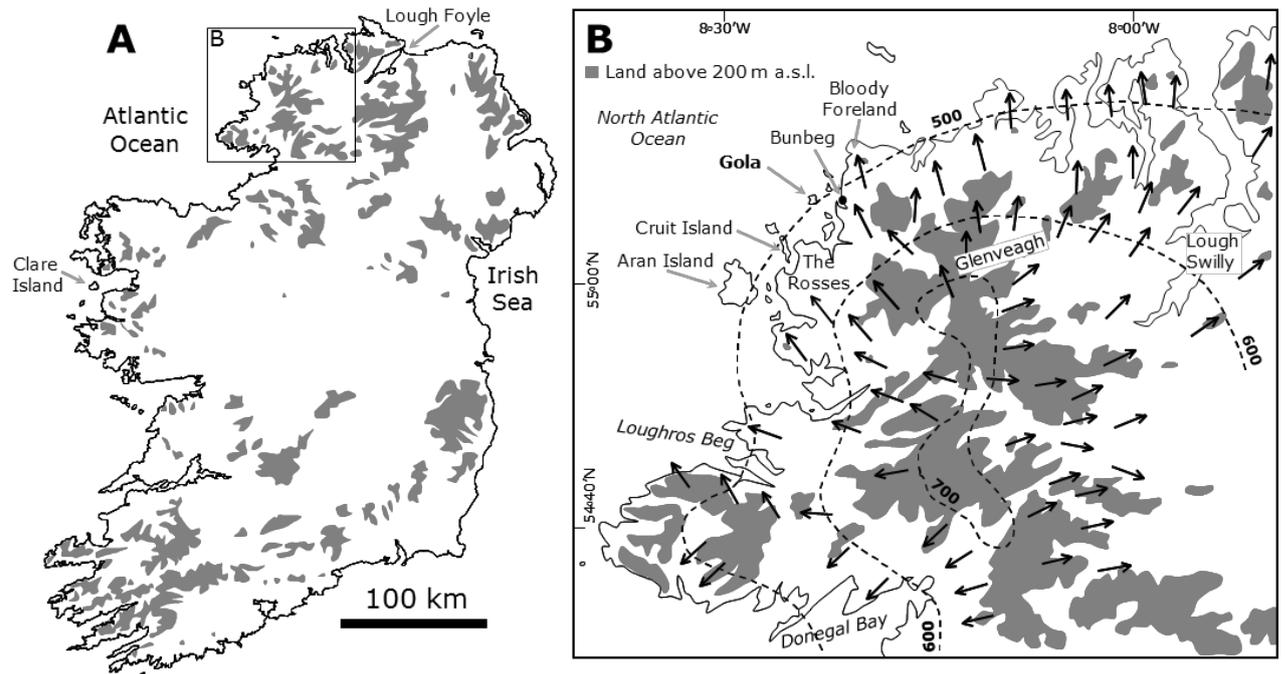 A
Lough Foyle
B
Atlantic
Ocean
Clare
Island
Irish
Sea
100 km
B
8°30'W
8°00'W
Land above 200 m a.s.l.
North Atlantic
Ocean
Bloody
Foreland
Bunbeg
Gola
Cruit Island
Aran Island
The
Rosses
500
Glenveagh
Lough
Swilly
55°00'N
600
Loughros Beg
700
54°40'N
Donegal Bay
600